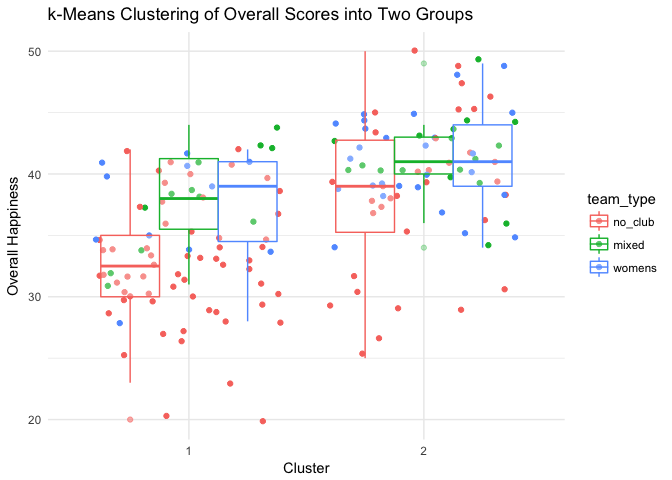 k-Means Clustering of Overall Scores into Two Groups
50
40
30
20
Overall Happiness
1
2
Cluster
team_type
no_club
mixed
womens